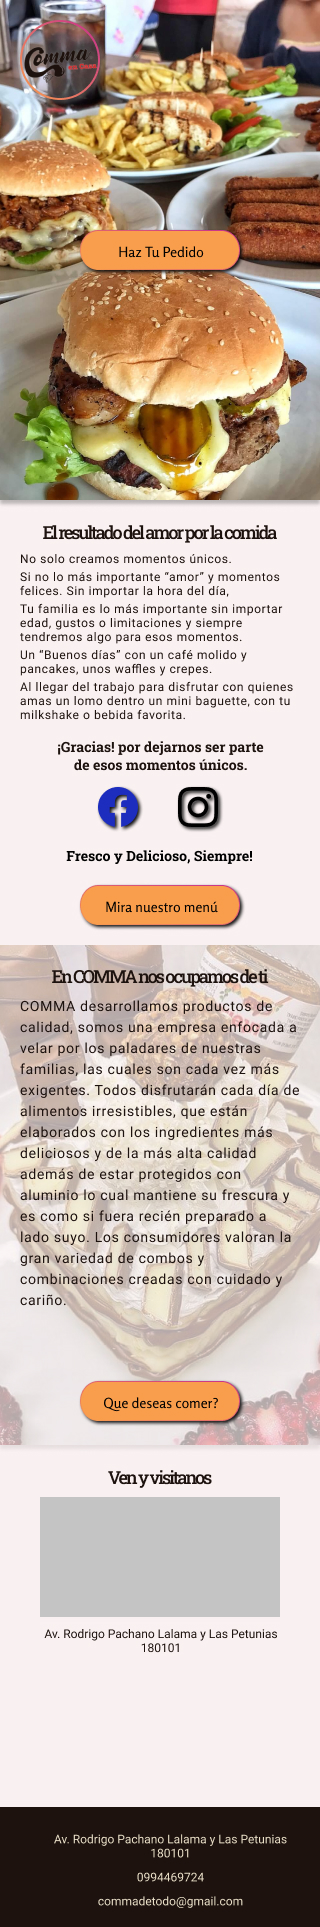 Comma
Haz Tu Pedido
El resultado del amor por la comida
No solo creamos momentos únicos.
Si no lo más importante “amor” y momentos
felices. Sin importar la hora del día,
Tu familia es lo más importante sin importar
edad, gustos o limitaciones y siempre
tendremos algo para esos momentos.
Un “Buenos días” con un café molido y
pancakes, unos waffles y crepes.
Al llegar del trabajo para disfrutar con quienes
amas un lomo dentro un mini baguette, con tu
milkshake o bebida favorita.
¡Gracias! por dejarnos ser parte
de esos momentos únicos.
Fresco y Delicioso, Siempre!
Mira nuestro menú
En COMMA nos ocupamos de ti
COMMA desarrollamos productos de
calidad, somos una empresa enfocada a
velar por los paladares de nuestras
familias, las cuales son cada vez más
exigentes. Todos disfrutarán cada día de
alimentos irresistibles, que están
elaborados con los ingredientes más
deliciosos y de la más alta calidad
además de estar protegidos con
aluminio lo cual mantiene su frescura y
es como si fuera recién preparado a
lado suyo. Los consumidores valoran la
gran variedad de combos y
combinaciones creadas con cuidado y
cariño.
Que deseas comer?
Ven y visitanos
Av. Rodrigo Pachano Lalama y Las Petunias
180101
Av. Rodrigo Pachano Lalama y Las Petunias
180101
0994469724
commadetodo@gmail.com